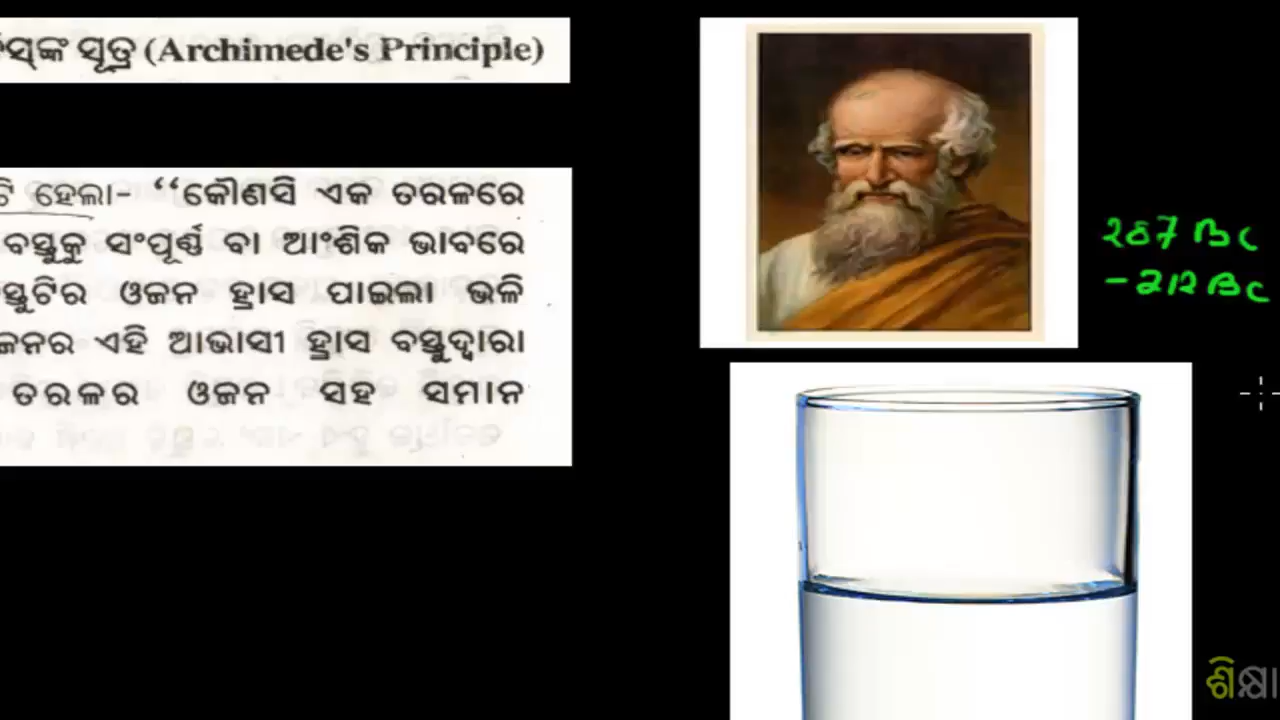 ସ୍‌ଙ୍କ ସୂତ୍ର (Archimede's Principle)
ଟି ହେଲା- “କୌଣସି ଏକ ତରଳରେ
ବସ୍ତୁକୁ ସଂପୂର୍ଣ୍ଣ ବା ଆଂଶିକ ଭାବରେ
ସ୍ତୁଟିର ଓଜନ ହ୍ରାସ ପାଇଲା ଭଳି
ଜନର ଏହି ଆଭାସୀ ହ୍ରାସ ବସ୍ତୁଦ୍ୱାରା
ତରଳର ଓଜନ ସହ ସମାନ
287 BC
- 212 BC
ଶିକ୍ଷା